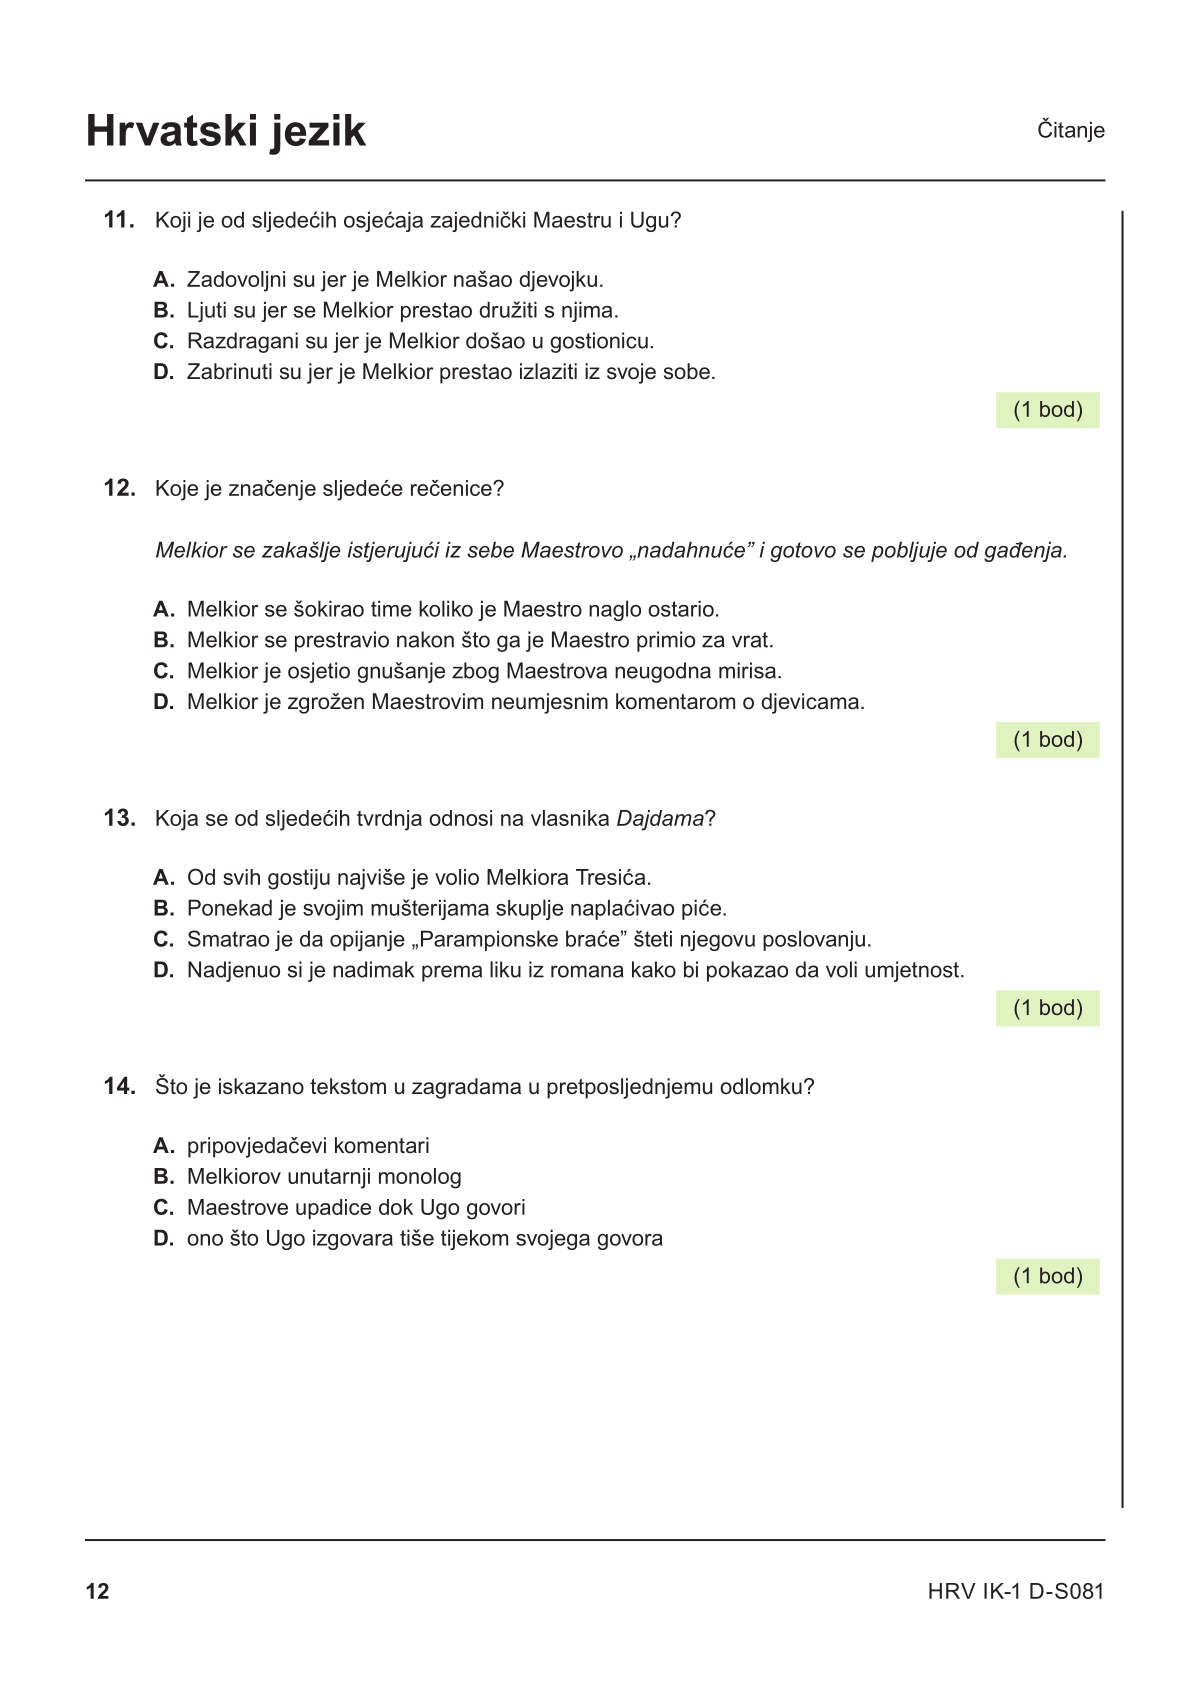 Hrvatski jezik
Čitanje
11. Koji je od sljedećih osjećaja zajednički Maestru i Ugu?
A. Zadovoljni su jer je Melkior našao djevojku.
B. Ljuti su jer se Melkior prestao družiti s njima.
C. Razdragani su jer je Melkior došao u gostionicu.
D. Zabrinuti su jer je Melkior prestao izlaziti iz svoje sobe.
(1 bod)
12. Koje je značenje sljedeće rečenice?
Melkior se zakašlje istjerujući iz sebe Maestrovo „nadahnuće” i gotovo se pobljuje od gađenja.
A. Melkior se šokirao time koliko je Maestro naglo ostario.
B. Melkior se prestravio nakon što ga je Maestro primio za vrat.
C. Melkior je osjetio gnušanje zbog Maestrova neugodna mirisa.
D. Melkior je zgrožen Maestrovim neumjesnim komentarom o djevicama.
(1 bod)
13. Koja se od sljedećih tvrdnja odnosi na vlasnika Dajdama?
A. Od svih gostiju najviše je volio Melkiora Tresića.
B. Ponekad je svojim mušterijama skuplje naplaćivao piće.
C. Smatrao je da opijanje „Parampionske braće” šteti njegovu poslovanju.
D. Nadjenuo si je nadimak prema liku iz romana kako bi pokazao da voli umjetnost.
(1 bod)
14. Što je iskazano tekstom u zagradama u pretposljednjemu odlomku?
A. pripovjedačevi komentari
B. Melkiorov unutarnji monolog
C. Maestrove upadice dok Ugo govori
D. ono što Ugo izgovara tiše tijekom svojega govora
(1 bod)
12
HRV IK-1 D-S081